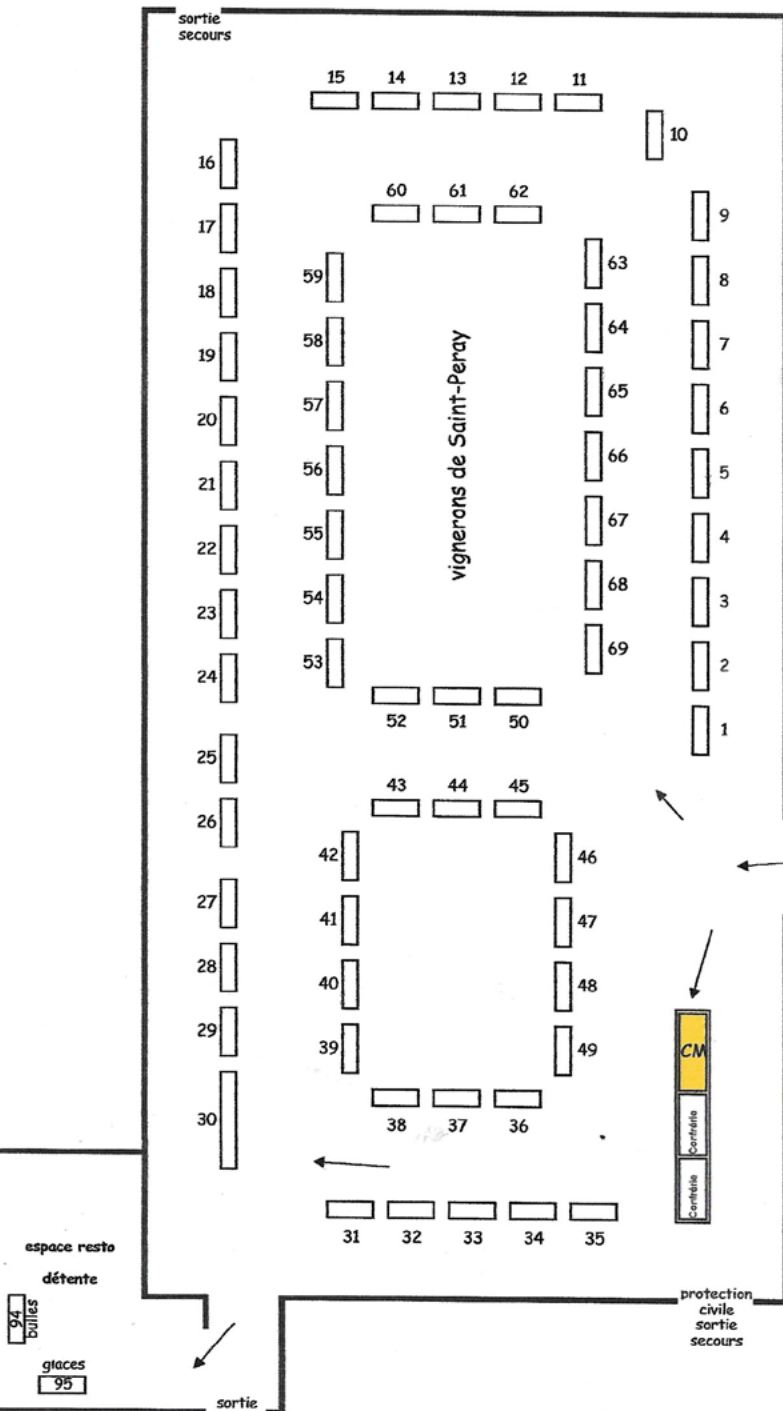 sortie
secours
15 14 13 12 11
10
16
60 61 62
9
17
59
63
8
18
58
64
7
19
57
65
6
20
vignerons de Saint-Peray
56
66
5
21
55
67
4
22
54
68
3
23
53
69
2
24
52 51 50
1
25
43 44 45
26
42
46
27
41
47
28
40
48
29
39
49
CM
30
38 37 36
Confrérie
Confrérie
31 32 33 34 35
espace resto
détente
94
bulles
glaces
95
sortie
protection
civile
sortie
secours